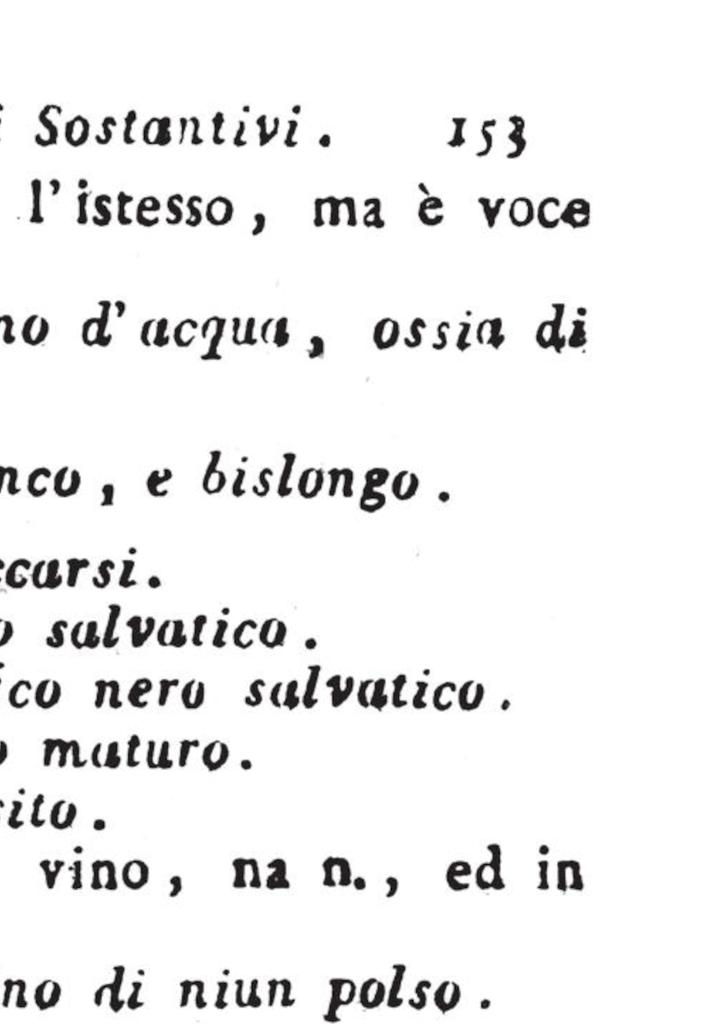 i Sostantivi. 153
l'istesso, ma è voce
no d'acqua, ossia di
nco, e bislongo.
ccarsi.
o salvatico.
ico nero salvatico.
o maturo.
sito.
vino, na n., ed in
no di niun polso.